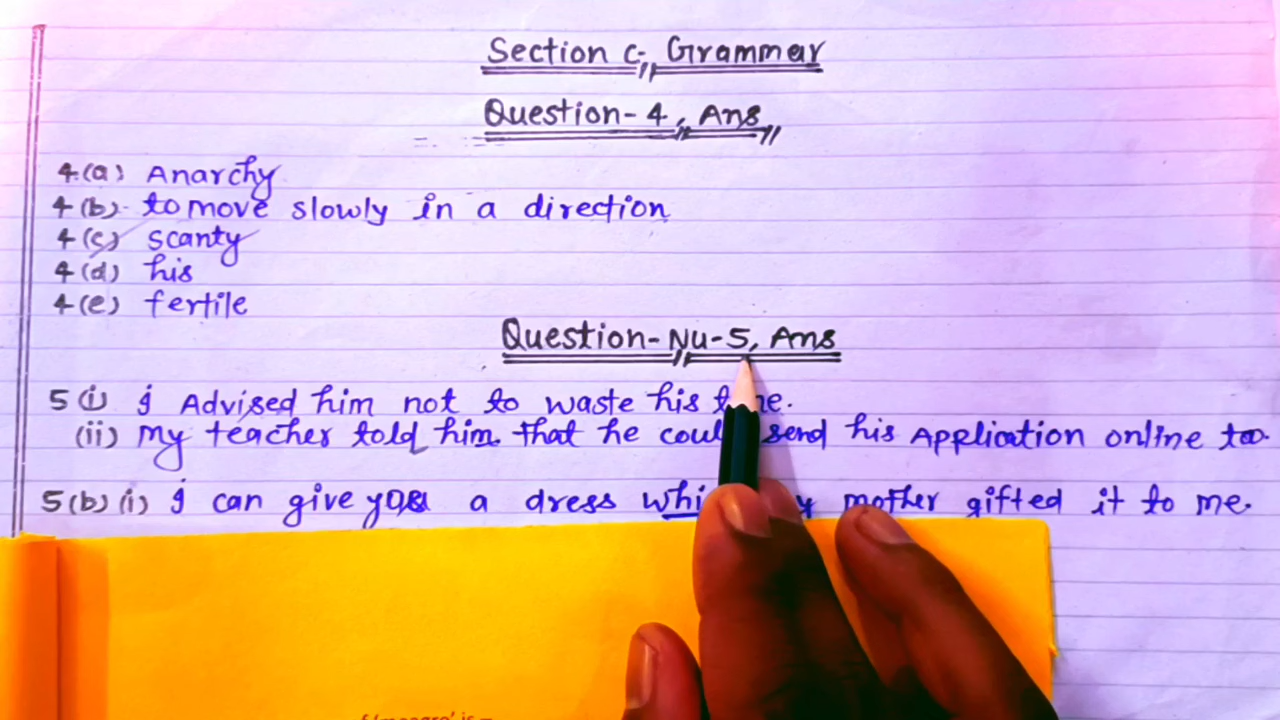 Section C, Grammar
Question-4, Ans
4.(a) Anarchy
4(b). to move slowly in a direction
4(c) scanty
4(d) his
4(e) fertile
Question-Nu-5, Ans
5(i) I Advised him not to waste his
(ii) My teacher told him that he send his Application online too.
5(b)(i) I can give you a dress mother gifted it to me.